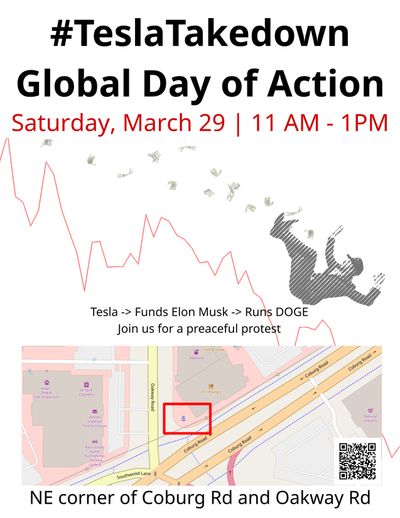 #TeslaTakedown
Global Day of Action
Saturday, March 29 | 11 AM - 1PM
Tesla -> Funds Elon Musk -> Runs DOGE
Join us for a preaceful protest
Oakway Road
Coburg Road
Coburg Road
Coburg Road
Coburg Road
Southwood Lane
NE corner of Coburg Rd and Oakway Rd